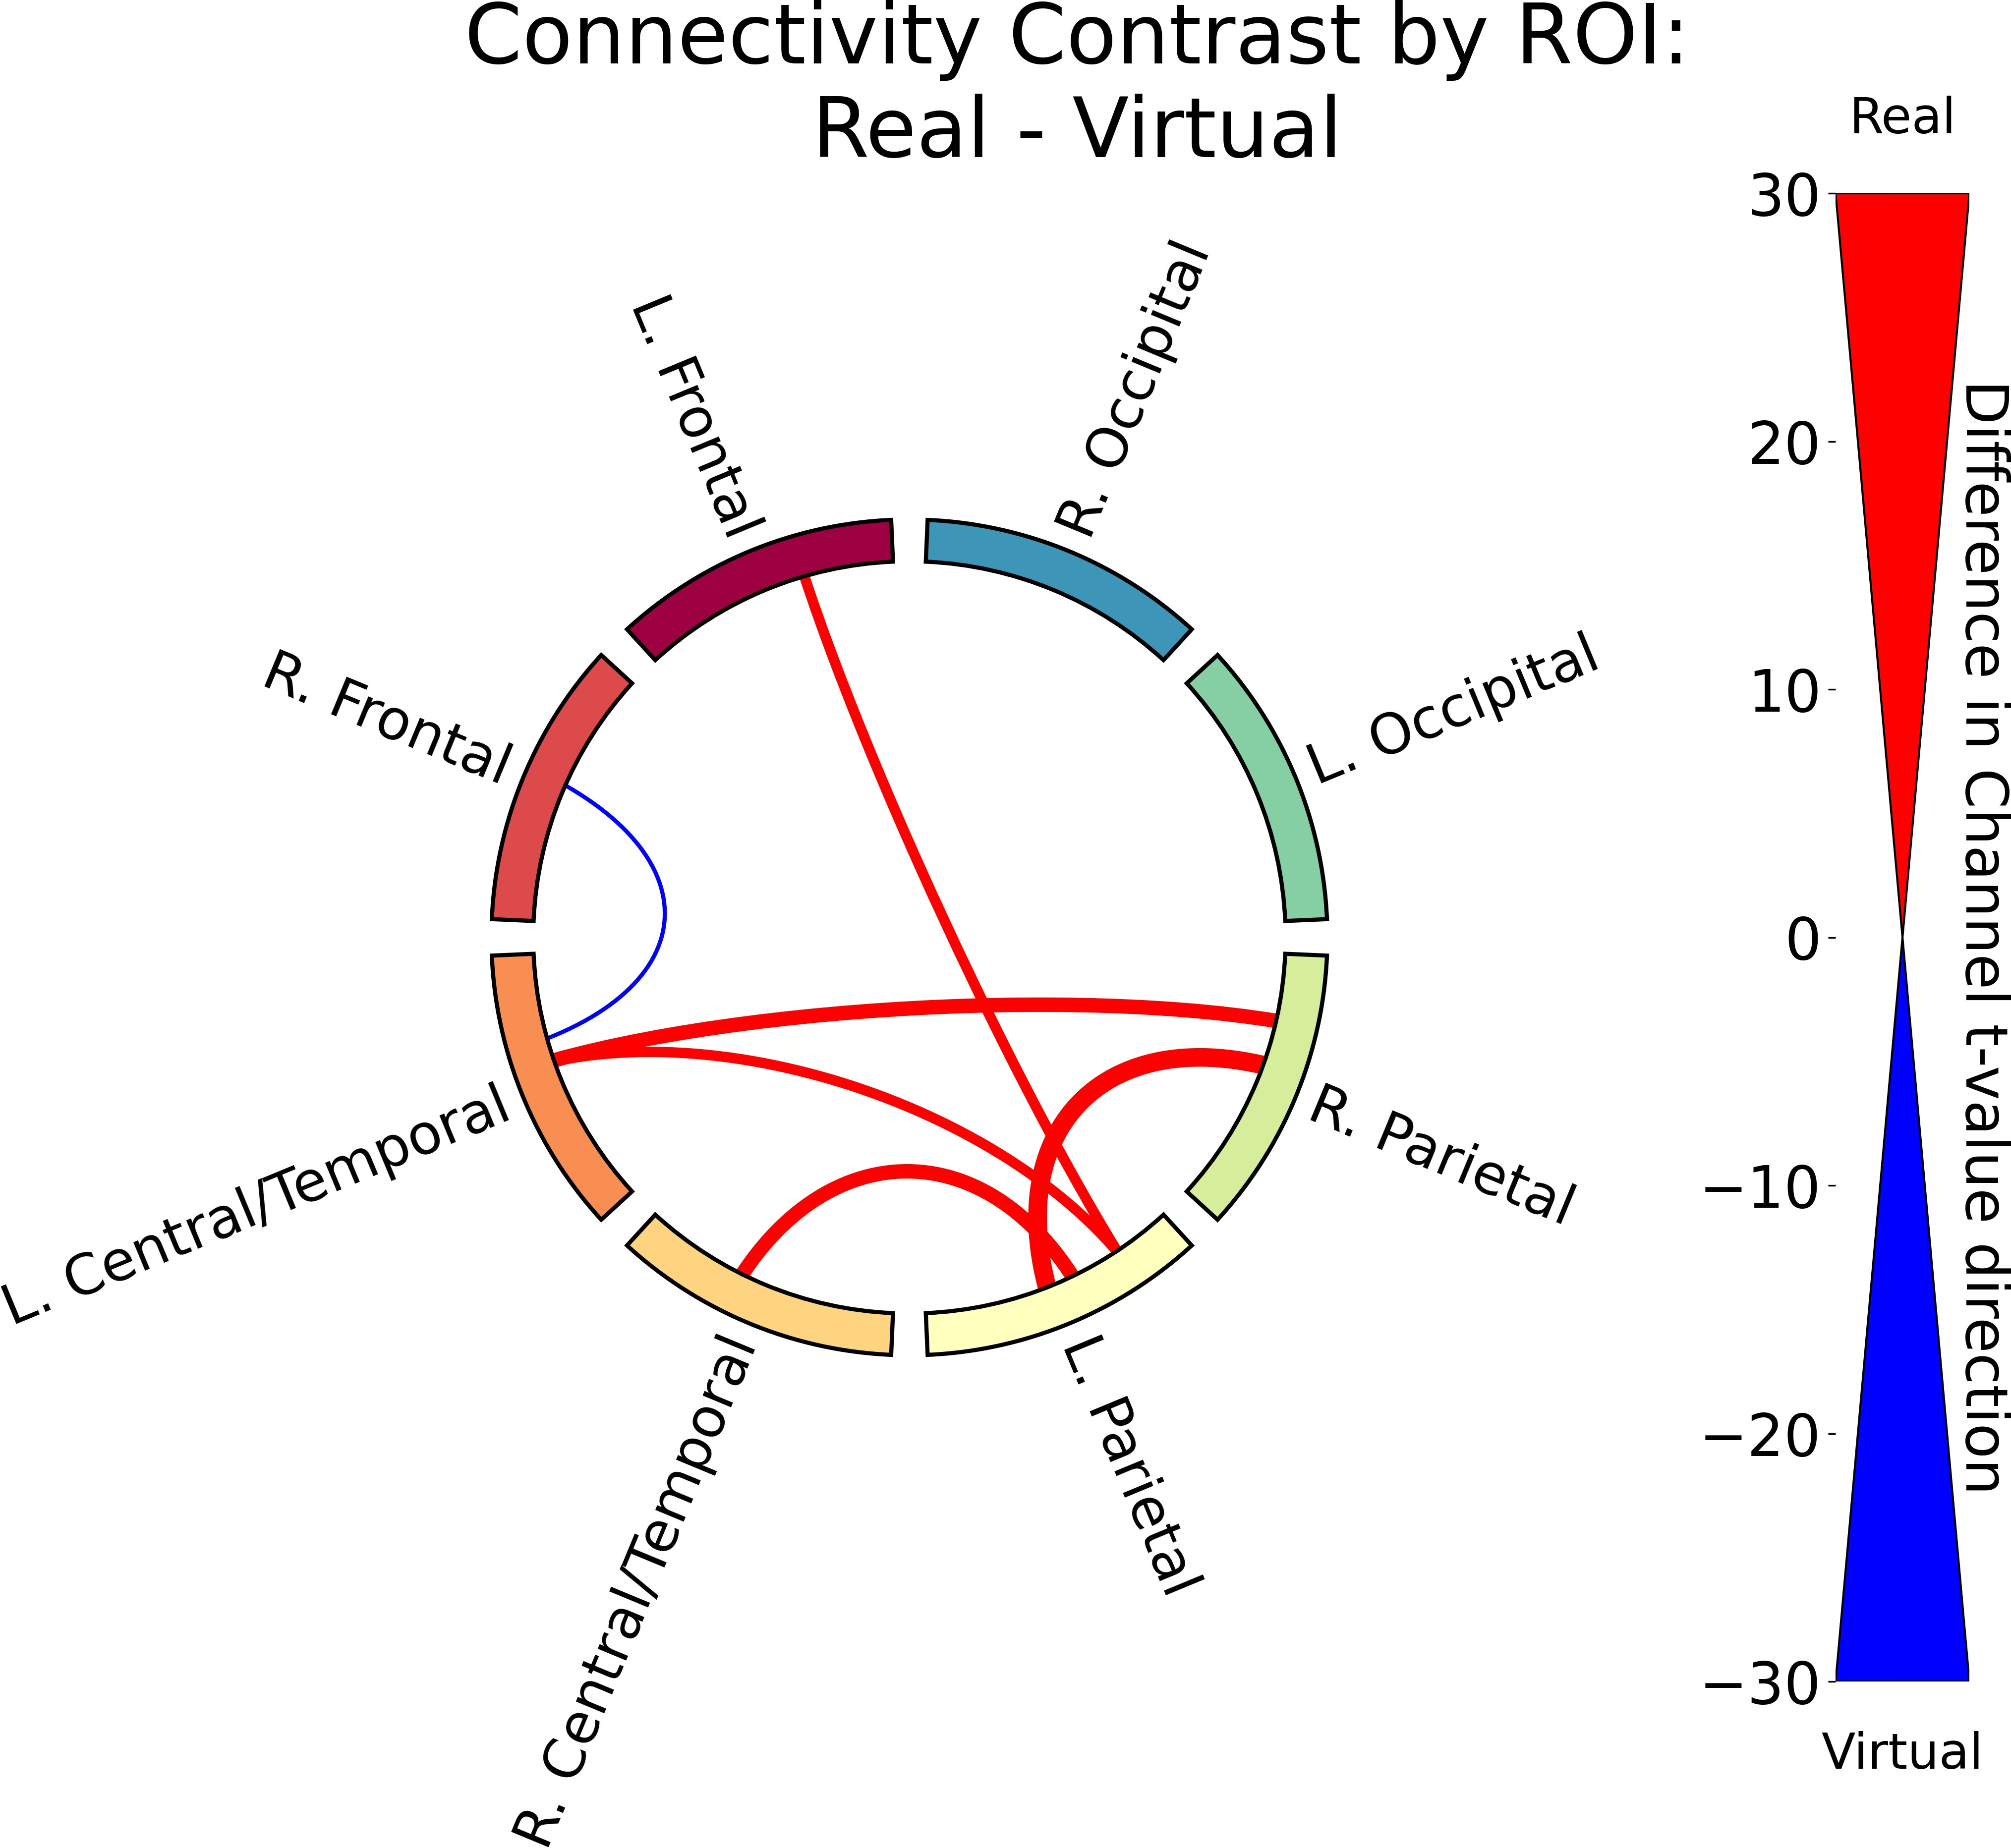 Connectivity Contrast by ROI:
Real - Virtual
Real
30
20
10
0
−10
−20
−30
Virtual
Difference in Channel t-value direction
R. Occipital
L. Frontal
L. Occipital
R. Frontal
R. Parietal
L. Central/Temporal
L. Parietal
R. Central/Temporal